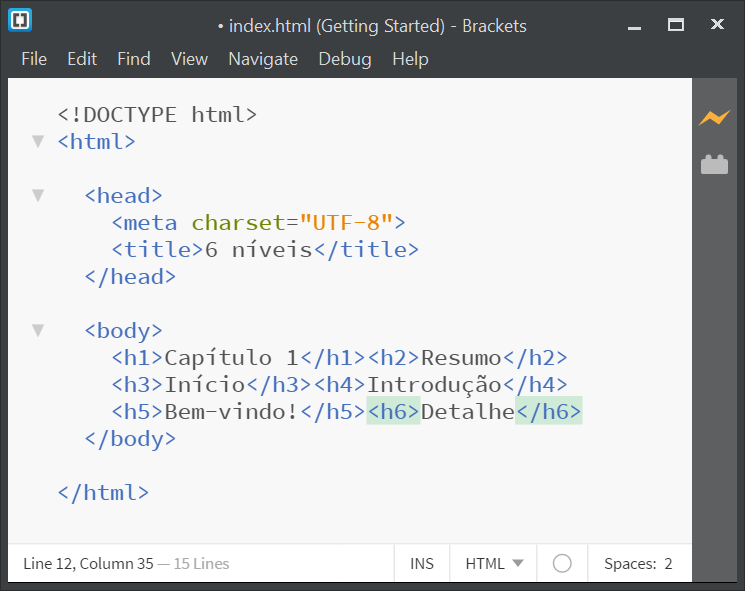 • index.html (Getting Started) - Brackets
File Edit Find View Navigate Debug Help
<!DOCTYPE html>
<html>
<head>
<meta charset="UTF-8">
<title>6 níveis</title>
</head>
<body>
<h1>Capítulo 1</h1><h2>Resumo</h2>
<h3>Início</h3><h4>Introdução</h4>
<h5>Bem-vindo!</h5><h6>Detalhe</h6>
</body>
</html>
Line 12, Column 35 — 15 Lines INS HTML Spaces: 2